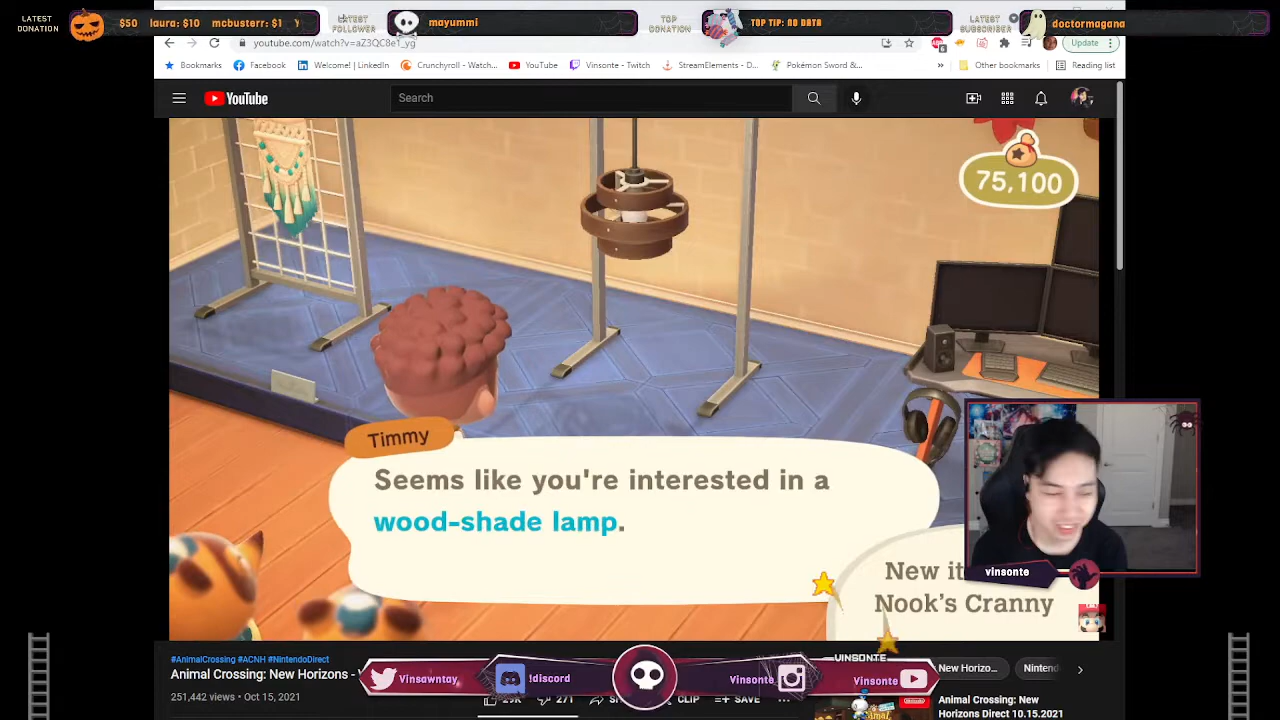 LATEST
DONATION
$50 laura: $10 mcbusterr: $1
LATEST
FOLLOWER
mayummi
TOP
DONATION
TOP TIP: NO DATA
LATEST
SUBSCRIBER
doctormagana
youtube.com/watch?v=aZ3QC8e1_yg
6
Update
Bookmarks Facebook Welcome! | LinkedIn Crunchyroll - Watch... YouTube Vinsonte - Twitch StreamElements - D... Pokémon Sword &... » Other bookmarks Reading list
YouTube
Search
75,100
Timmy
Seems like you're interested in a
wood-shade lamp.
New it
Nook's Cranny
vinsonte
#AnimalCrossing #ACNH #NintendoDirect
Animal Crossing: New Horizons -
251,442 views • Oct 15, 2021
Vinsawntay
!discord
Vinsonte
VINSONTE
Vinsonte
271
CLIP
SAVE
New Horizo...
Nintend
Animal Crossing: New
Horizons Direct 10.15.2021